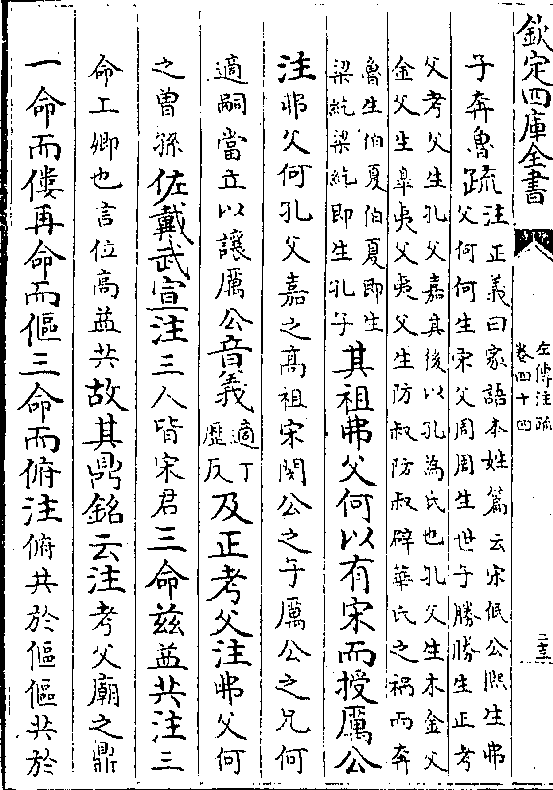 欽定四庫全書
左傳注疏
卷四十四
二十三
子奔魯疏注正義曰家語本姓篇云宋伍公熙生弗
父何何生宋父周周生世子勝勝生正考
父考父生孔父嘉其後以孔為氏也孔父生木金父
金父生皋夷父夷父生防叔防叔辟華氏之禍而奔
魯生伯夏伯夏即生
梁紇梁紇即生孔子其祖弗父何以有宋而授厲公
注弗父何孔父嘉之高祖宋閔公之子厲公之兄何
適嗣當立以讓厲公音義適丁
歷反及正考父注弗父何
之曽孫佐戴武宣注三人皆宋君三命兹益共注三
命上卿也言位高益共故其鼎銘云注考父廟之鼎
一命而僂再命而傴三命而俯注俯共於傴傴共於